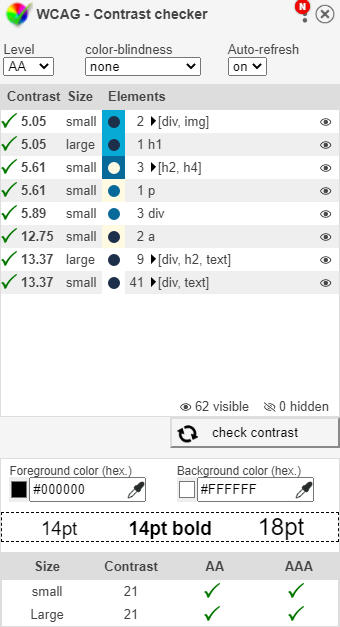 WCAG - Contrast checker
N
Level color-blindness Auto-refresh
AA none on
Contrast Size Elements
5.05 small 2 [div, img]
5.05 large 1 h1
5.61 small 3 [h2, h4]
5.61 small 1 p
5.89 small 3 div
12.75 small 2 a
13.37 large 9 [div, h2, text]
13.37 small 41 [div, text]
62 visible 0 hidden
check contrast
Foreground color (hex.) Background color (hex.)
#000000 #FFFFFF
14pt 14pt bold 18pt
Size Contrast AA AAA
small 21
Large 21